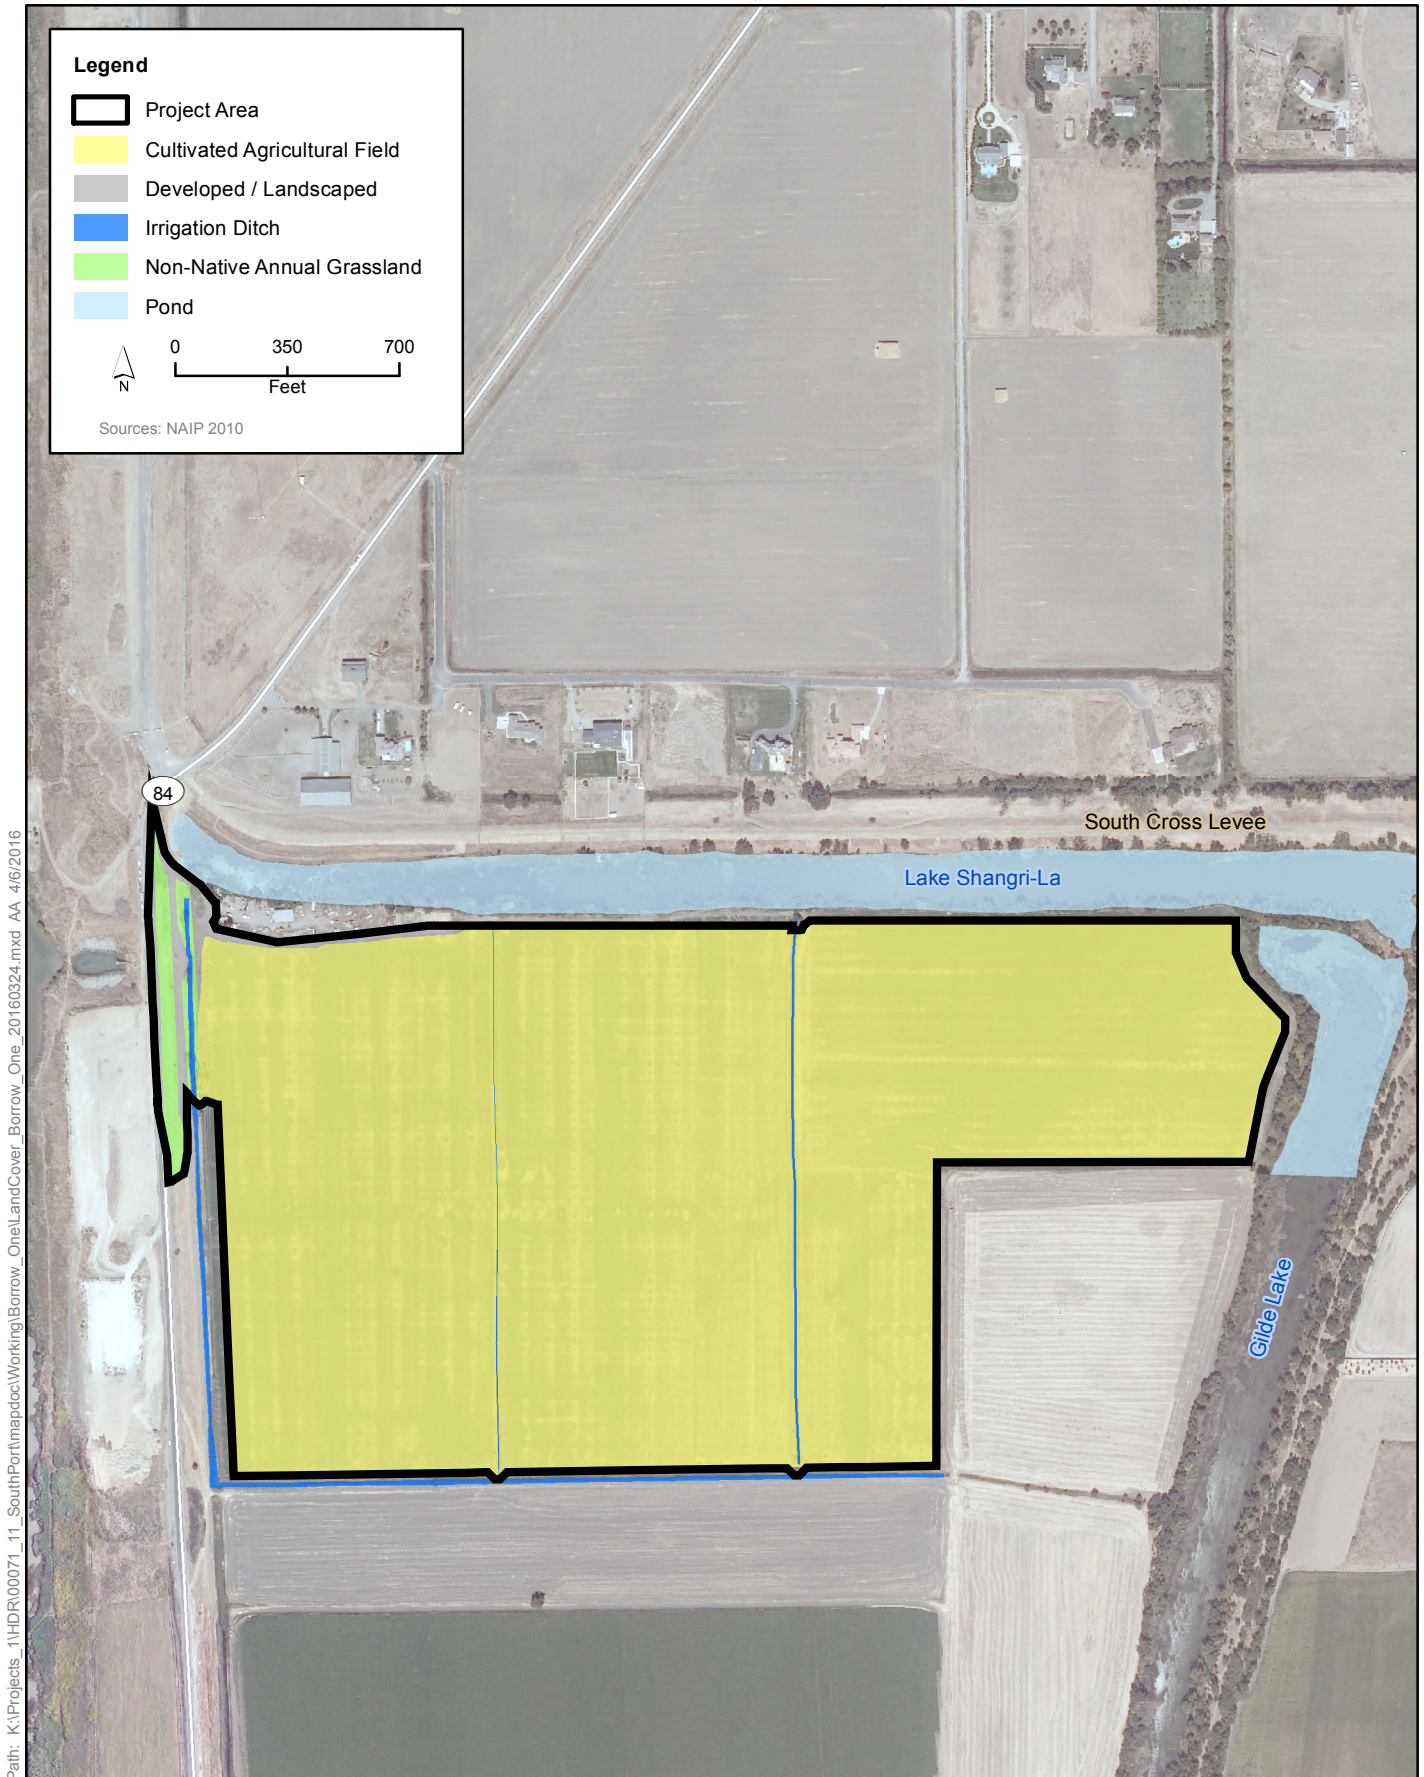 Legend
Project Area
Cultivated Agricultural Field
Developed / Landscaped
Irrigation Ditch
Non-Native Annual Grassland
Pond
0 350 700
Feet
N
Sources: NAIP 2010
84
South Cross Levee
Lake Shangri-La
Gilde Lake
Path: K:\Projects_1\HDR\00071_11_SouthPort\mapdoc\Working\Borrow_One\LandCover_Borrow_One_20160324.mxd AA 4/6/2016